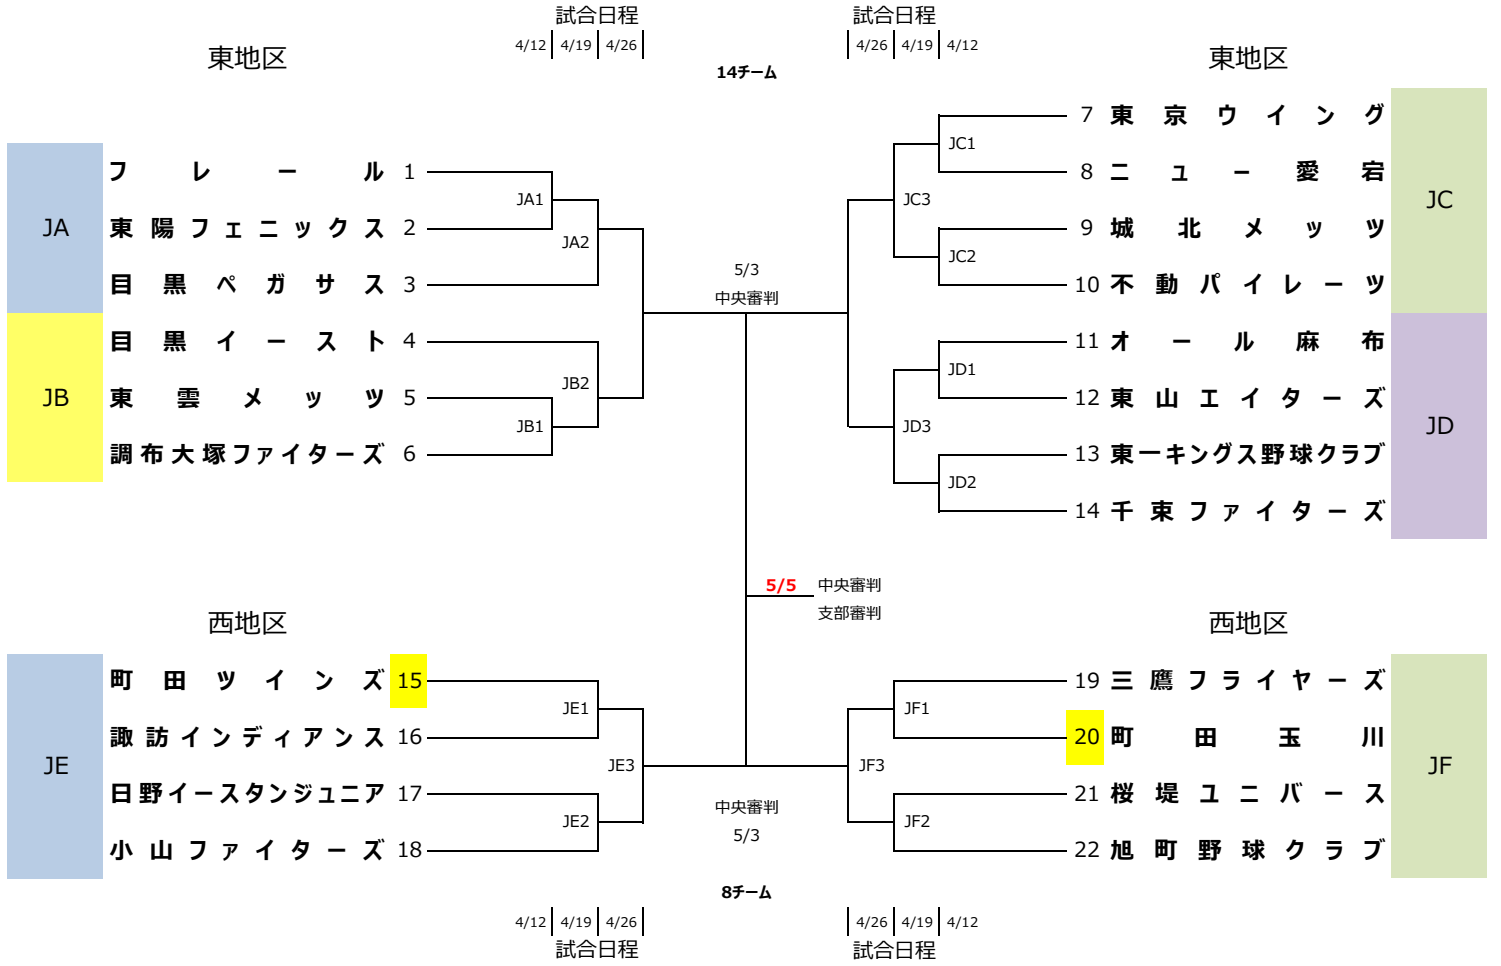 試合日程
試合日程
4/12 4/19 4/26
4/26 4/19 4/12
東地区
東地区
14チーム
JA
フレール 1
東陽フェニックス 2
目黒ペガサス 3
JA1
JA2
JB
目黒イースト 4
東雲メッツ 5
調布大塚ファイターズ 6
JB2
JB1
5/3
中央審判
7 東京ウイング
8 ニュー愛宕
9 城北メッツ
10 不動パイレーツ
JC1
JC3
JC2
JC
11 オール麻布
12 東山エイターズ
13 東一キングス野球クラブ
14 千束ファイターズ
JD1
JD3
JD2
JD
5/5 中央審判
支部審判
西地区
西地区
JE
町田ツインズ 15
諏訪インディアンス 16
日野イースタンジュニア 17
小山ファイターズ 18
JE1
JE3
JE2
中央審判
5/3
19 三鷹フライヤーズ
20 町田玉川
21 桜堤ユニバース
22 旭町野球クラブ
JF1
JF3
JF2
JF
8チーム
4/12 4/19 4/26
4/26 4/19 4/12
試合日程
試合日程